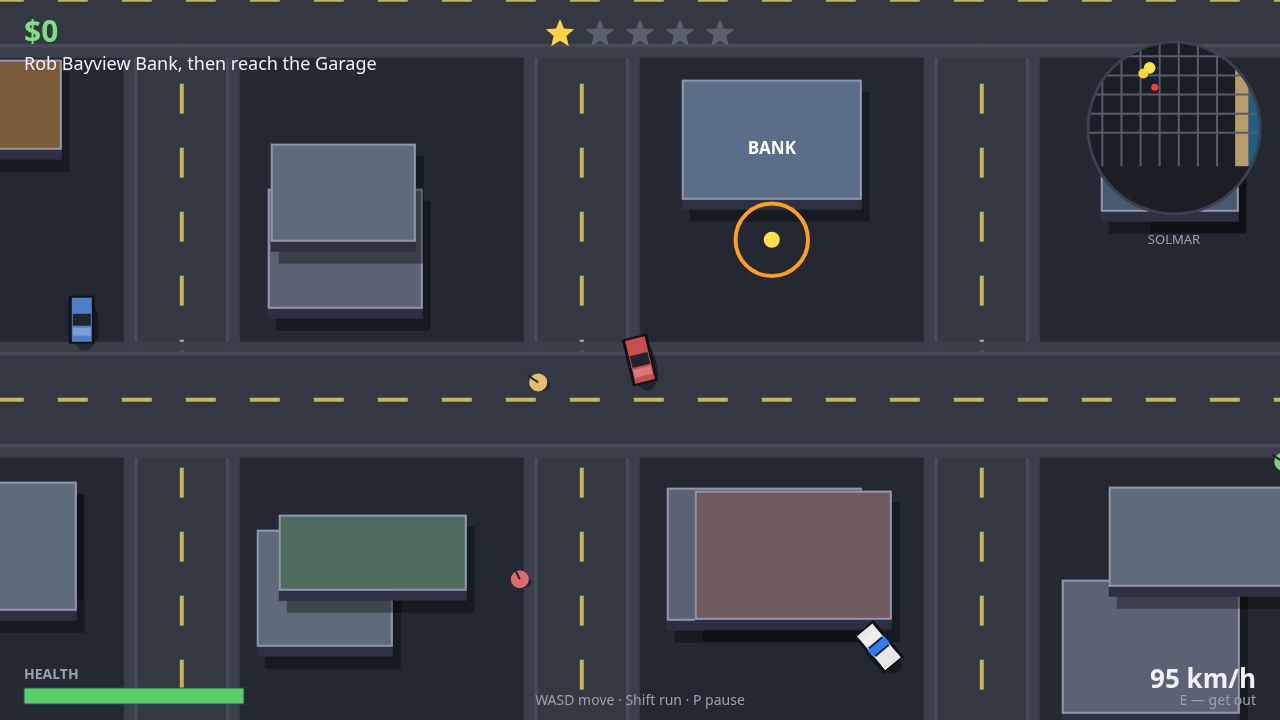 $0
Rob Bayview Bank, then reach the Garage
BANK
SOLMAR
HEALTH
WASD move · Shift run · P pause
95 km/h
E — get out